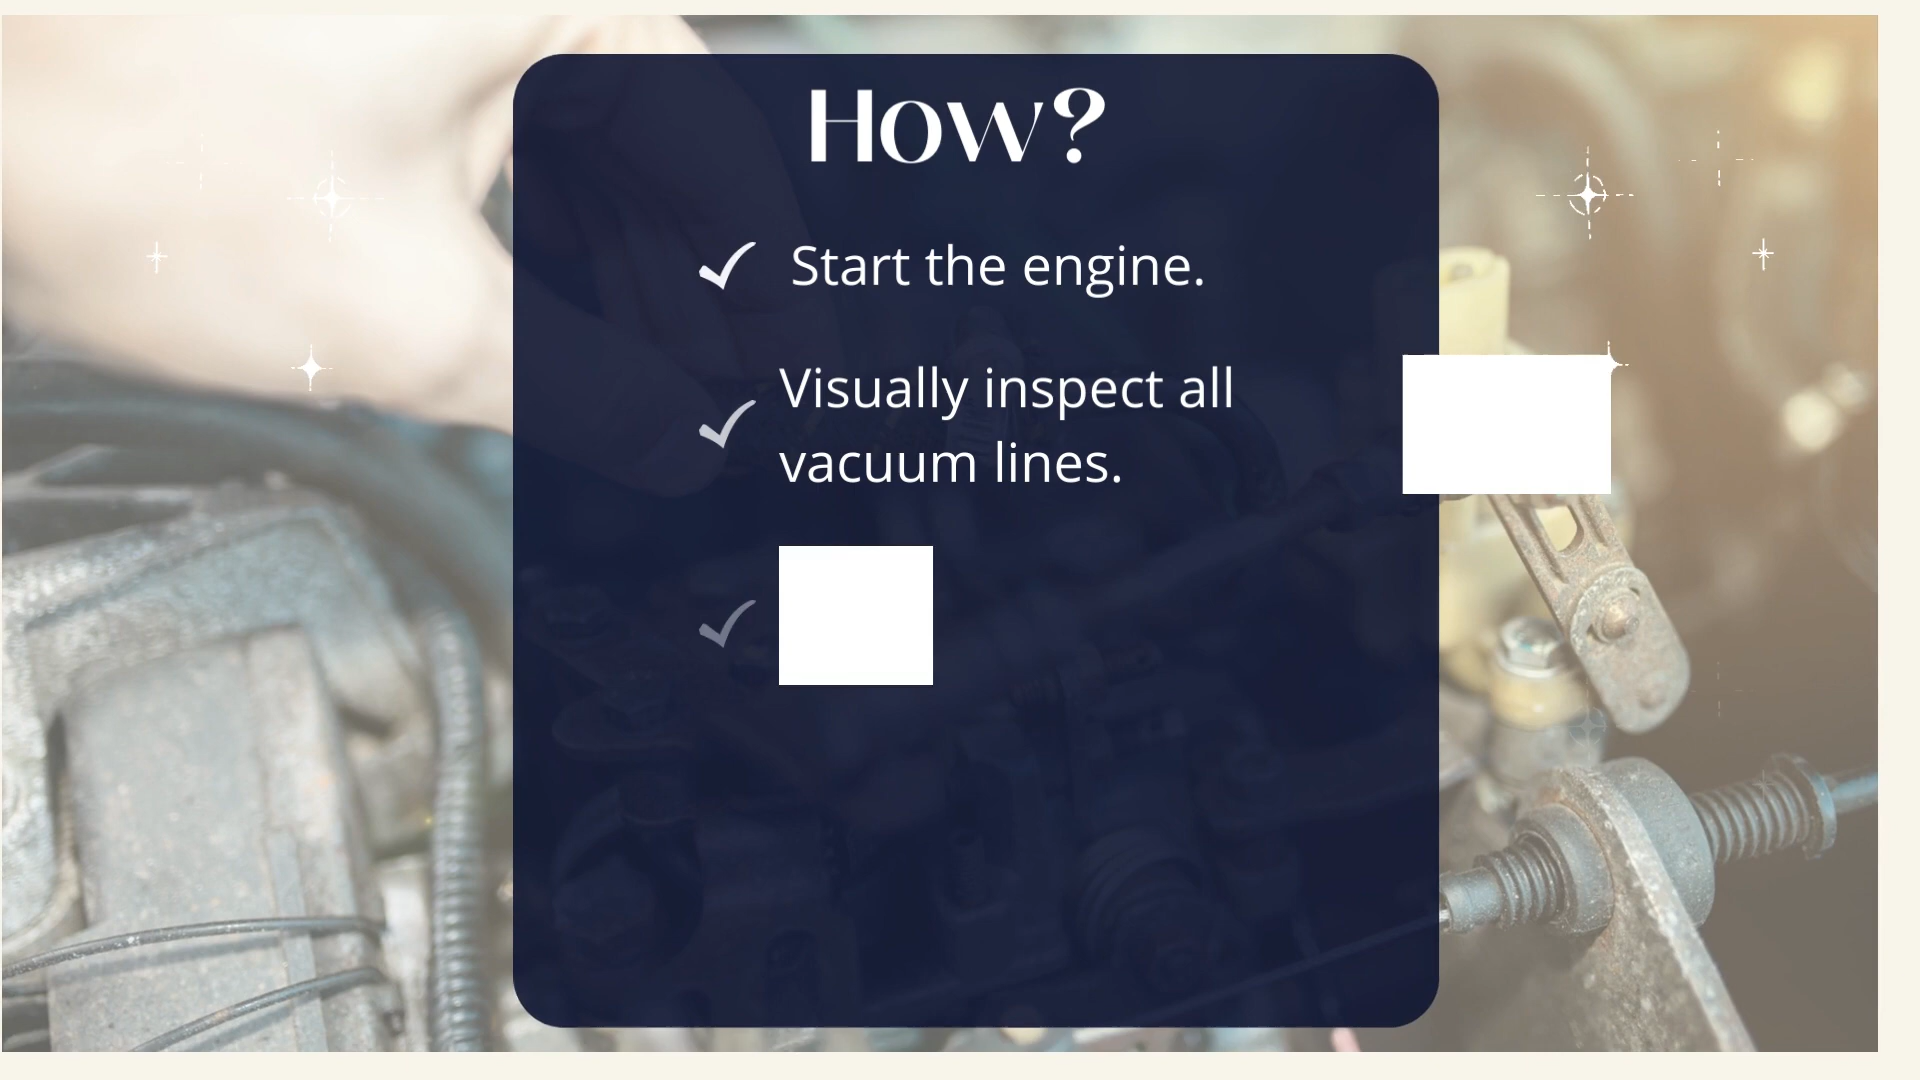 How?
Start the engine.
Visually inspect all
vacuum lines.